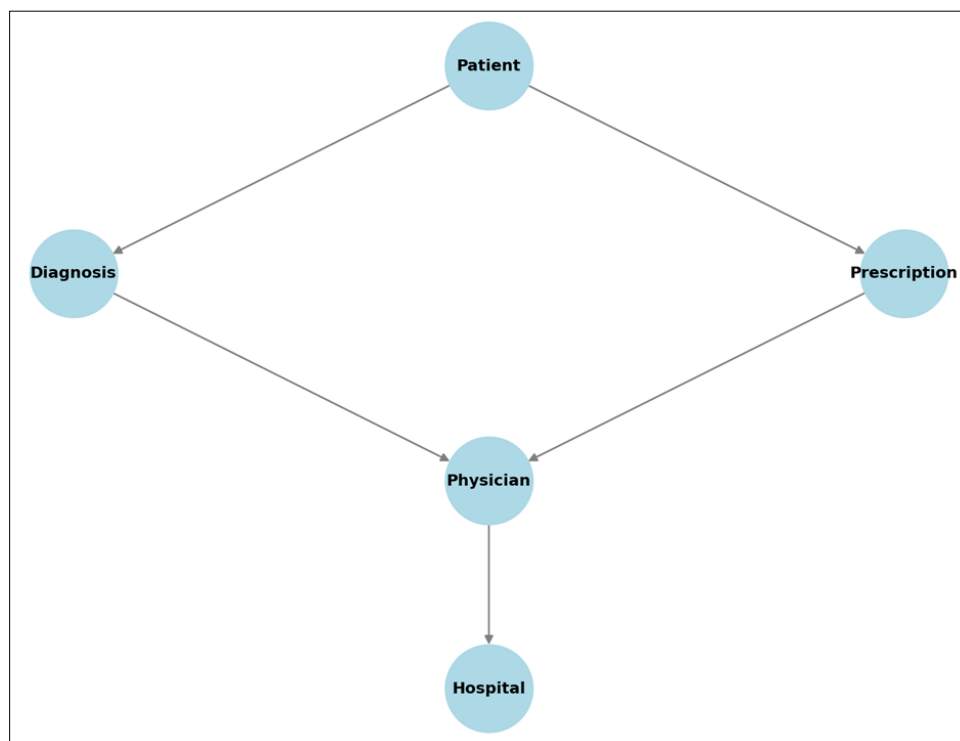 Patient
Diagnosis
Prescription
Physician
Hospital